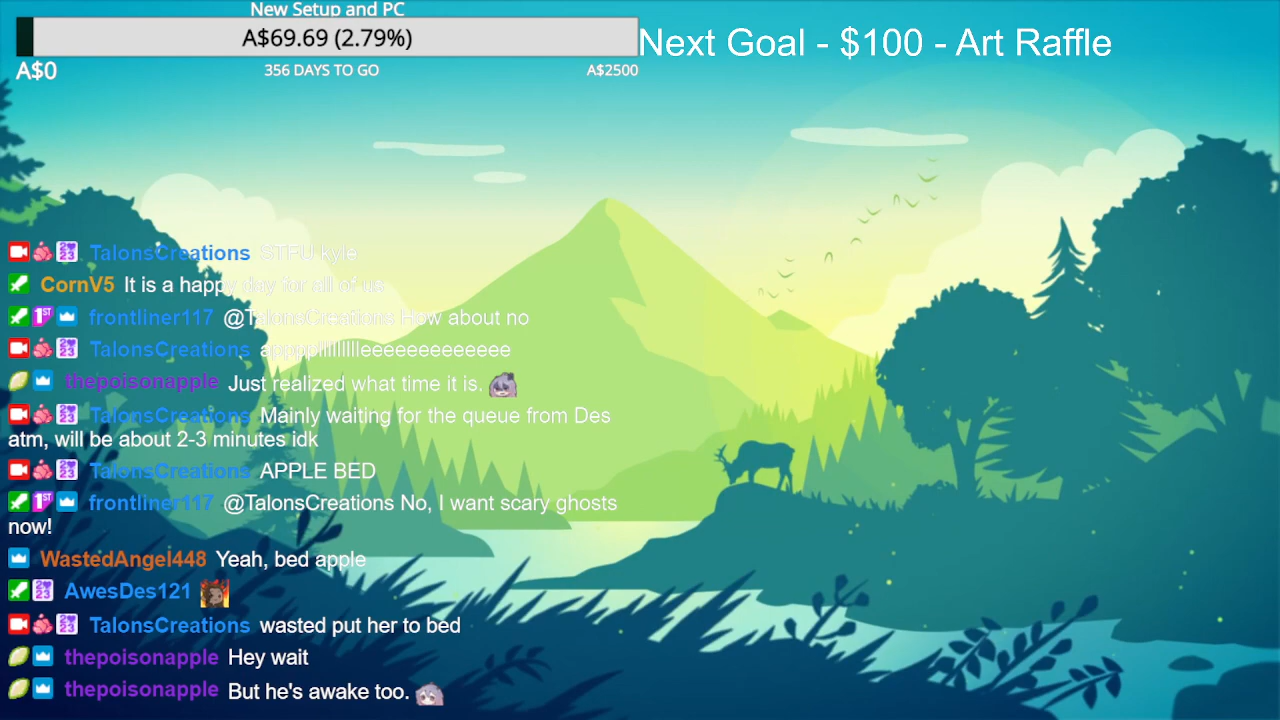 New Setup and PC
A$69.69 (2.79%)
Next Goal - $100 - Art Raffle
A$0
356 DAYS TO GO
A$2500
TalonsCreations STFU kyle
CornV5 It is a happy day for all of us
1ST frontliner117 @TalonsCreations How about no
TalonsCreations apppplllllllleeeeeeeeeeeee
thepoisonapple Just realized what time it is.
TalonsCreations Mainly waiting for the queue from Des
atm, will be about 2-3 minutes idk
TalonsCreations APPLE BED
1ST frontliner117 @TalonsCreations No, I want scary ghosts
now!
WastedAngel448 Yeah, bed apple
AwesDes121
TalonsCreations wasted put her to bed
thepoisonapple Hey wait
thepoisonapple But he's awake too.